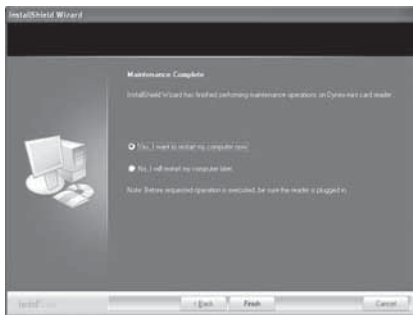 InstallShield Wizard
Maintenance Complete
InstallShield Wizard has finished performing maintenance operations on Dynex mini card reader.
Yes, I want to restart my computer now.
No, I will restart my computer later.
Note: Before requested operation is executed, be sure the reader is plugged in.
< Back Finish Cancel